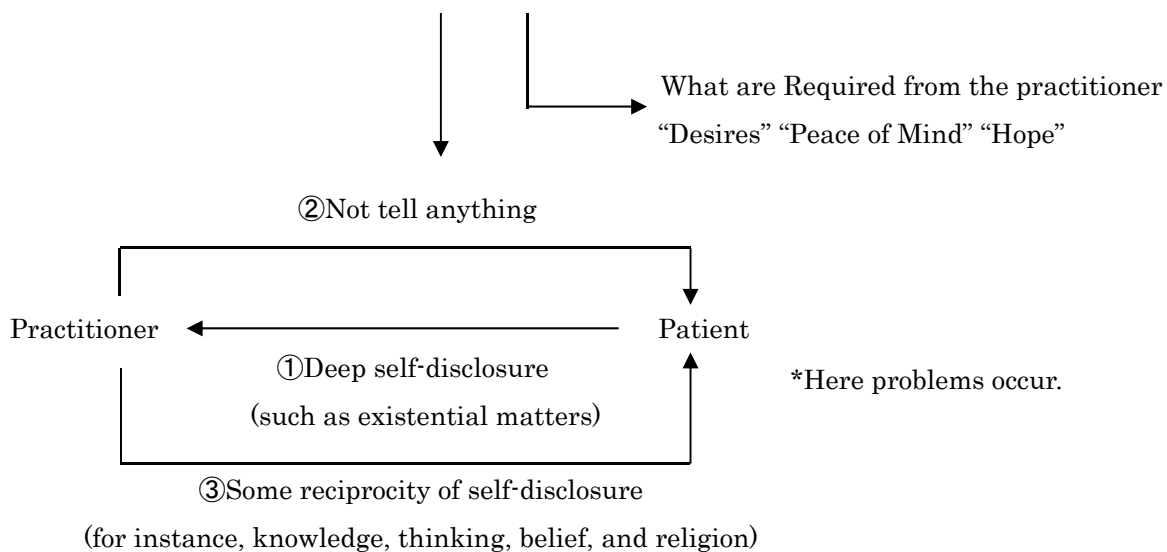 What are Required from the practitioner
“Desires” “Peace of Mind” “Hope”
②Not tell anything
Practitioner
Patient
①Deep self-disclosure
(such as existential matters)
*Here problems occur.
③Some reciprocity of self-disclosure
(for instance, knowledge, thinking, belief, and religion)